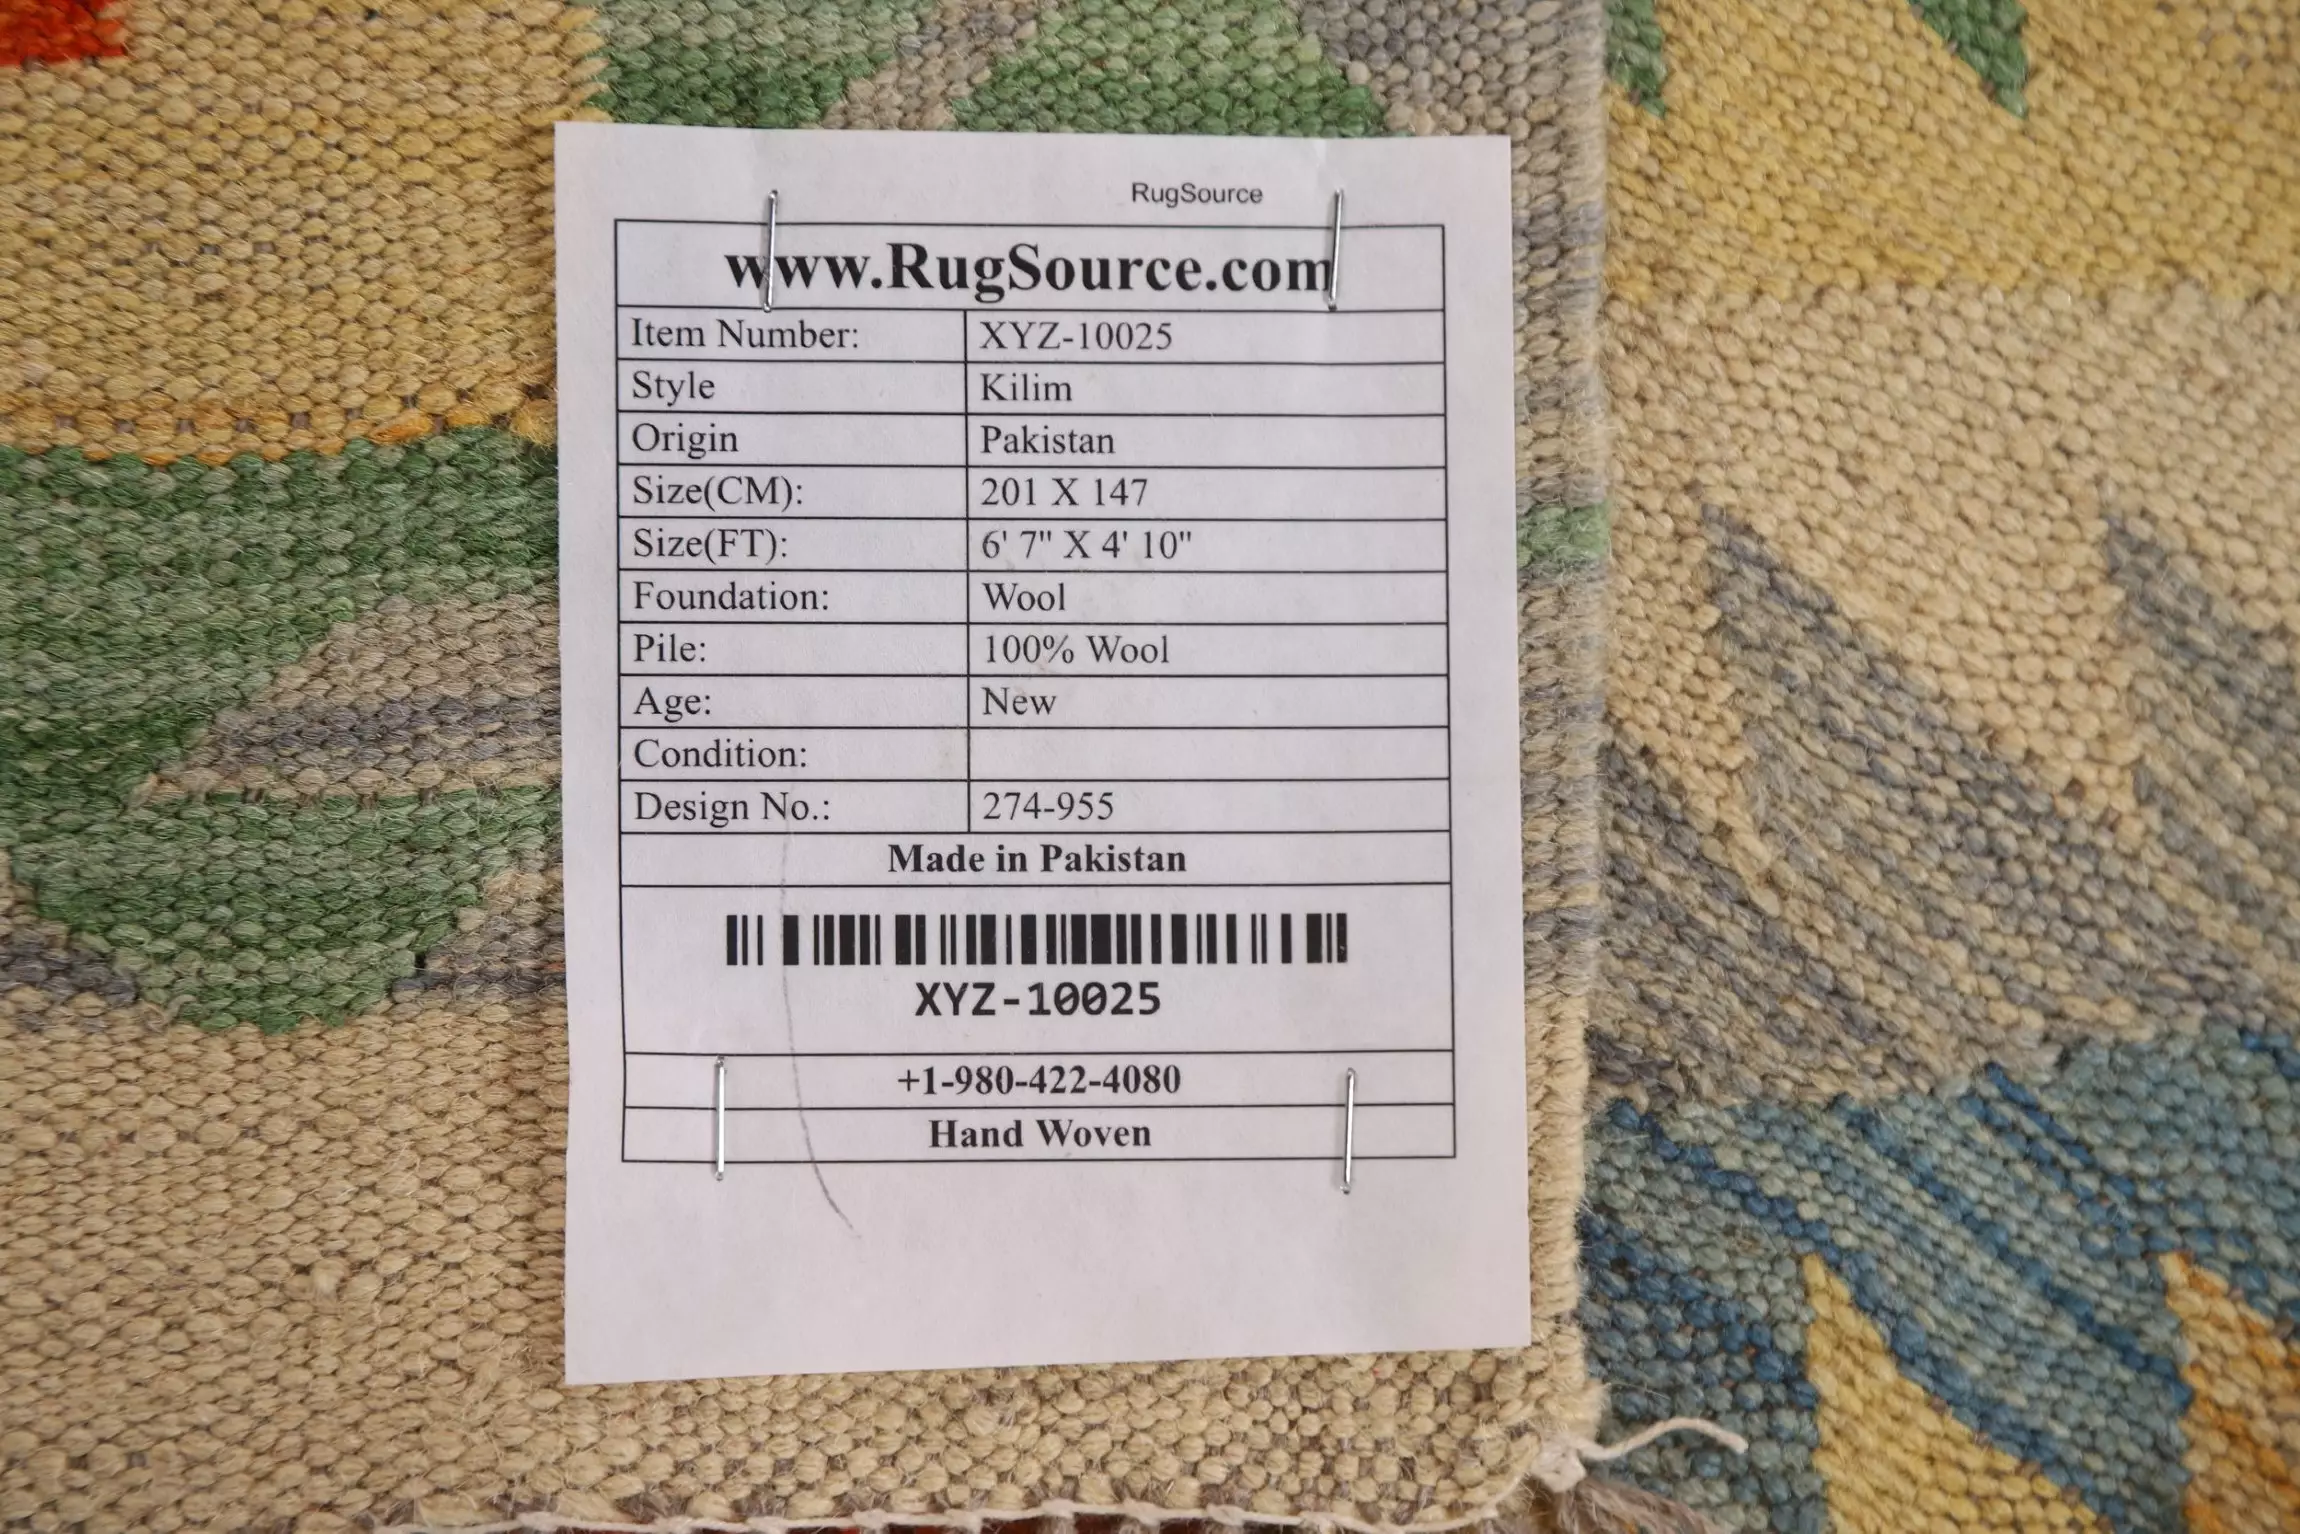 RugSource
www.RugSource.com
Item Number: XYZ-10025
Style Kilim
Origin Pakistan
Size(CM): 201 X 147
Size(FT): 6' 7" X 4' 10"
Foundation: Wool
Pile: 100% Wool
Age: New
Condition:
Design No.: 274-955
Made in Pakistan
XYZ-10025
+1-980-422-4080
Hand Woven